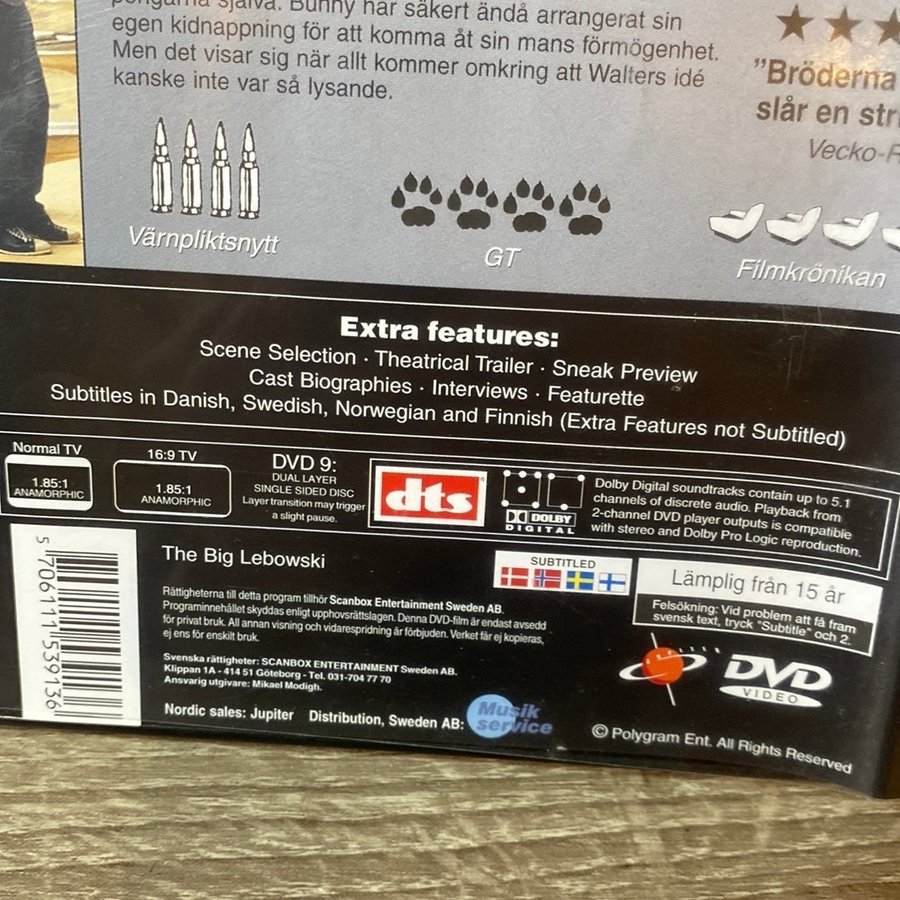 själva. Bunny har säkert ändå arrangerat sin
egen kidnappning för att komma åt sin mans förmögenhet.
Men det visar sig när allt kommer omkring att Walters idé
kanske inte var så lysande.
"Bröderna
slår en
Vecko-
Värnpliktsnytt
GT
Filmkrönikan
Extra features:
Scene Selection · Theatrical Trailer · Sneak Preview
Cast Biographies · Interviews · Featurette
Subtitles in Danish, Swedish, Norwegian and Finnish (Extra Features not Subtitled)
Normal TV
1.85:1
ANAMORPHIC
16:9 TV
1.85:1
ANAMORPHIC
DVD 9:
DUAL LAYER
SINGLE SIDED DISC
Layer transition may trigger
a slight pause.
dts
DOLBY
DIGITAL
Dolby Digital soundtracks contain up to 5.1
channels of discrete audio. Playback from
2-channel DVD player outputs is compatible
with stereo and Dolby Pro Logic reproduction.
5 706111 539136
The Big Lebowski
SUBTITLED
Lämplig från 15 år
Felsökning: Vid problem att få fram
svensk text, tryck "Subtitle" och 2.
Rättigheterna till detta program tillhör Scanbox Entertainment Sweden AB.
Programinnehållet skyddas enligt upphovsrättslagen. Denna DVD-film är endast avsedd
för privat bruk. All annan visning och vidarespridning är förbjuden. Verket får ej kopieras,
ej ens för enskilt bruk.
Svenska rättigheter: SCANBOX ENTERTAINMENT Sweden AB.
Klippan 1A - 414 51 Göteborg - Tel. 031-704 77 70
Ansvarig utgivare: Mikael Modigh.
DVD
VIDEO
Nordic sales: Jupiter Distribution, Sweden AB:
Musik
service
© Polygram Ent. All Rights Reserved